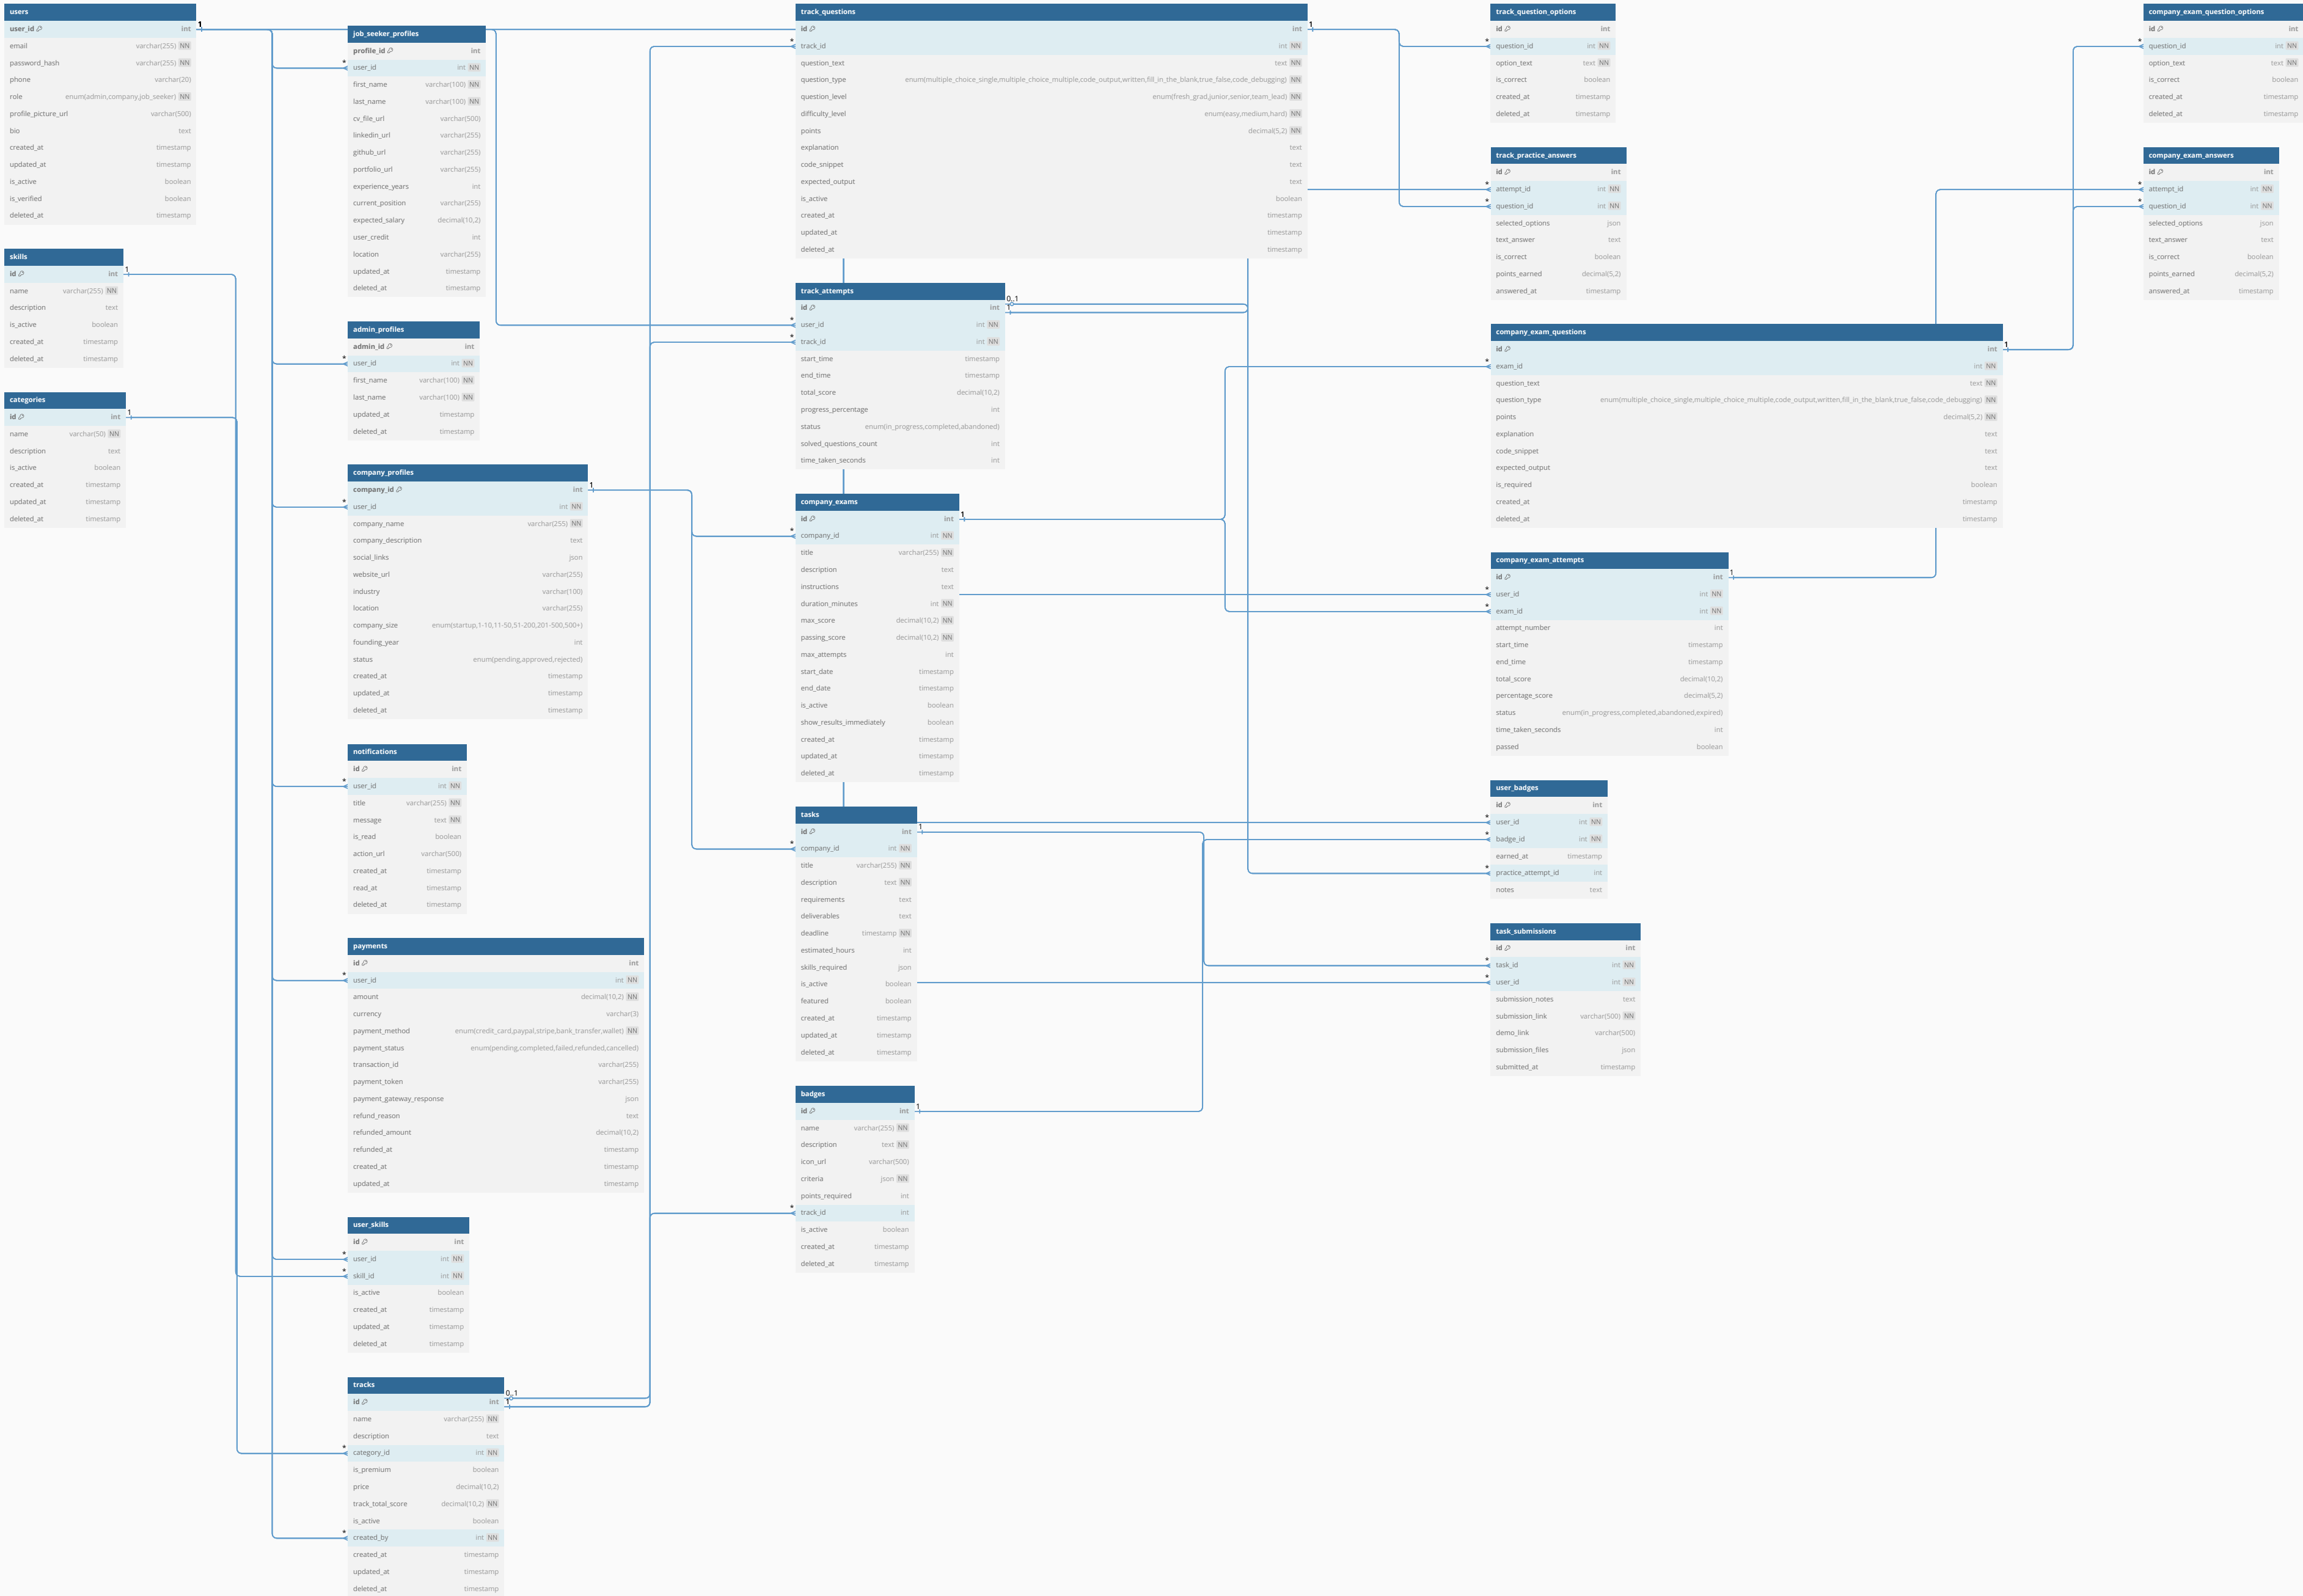 users
user_id int
email varchar(255) NN
password_hash varchar(255) NN
phone varchar(20)
role enum(admin,company,job_seeker) NN
profile_picture_url varchar(500)
bio text
created_at timestamp
updated_at timestamp
is_active boolean
is_verified boolean
deleted_at timestamp
1
skills
id int
name varchar(255) NN
description text
is_active boolean
created_at timestamp
deleted_at timestamp
1
categories
id int
name varchar(50) NN
description text
is_active boolean
created_at timestamp
updated_at timestamp
deleted_at timestamp
1
job_seeker_profiles
profile_id int
* user_id int NN
first_name varchar(100) NN
last_name varchar(100) NN
cv_file_url varchar(500)
linkedin_url varchar(255)
github_url varchar(255)
portfolio_url varchar(255)
experience_years int
current_position varchar(255)
expected_salary decimal(10,2)
user_credit int
location varchar(255)
updated_at timestamp
deleted_at timestamp
admin_profiles
admin_id int
* user_id int NN
first_name varchar(100) NN
last_name varchar(100) NN
updated_at timestamp
deleted_at timestamp
company_profiles
company_id int 1
* user_id int NN
company_name varchar(255) NN
company_description text
social_links json
website_url varchar(255)
industry varchar(100)
location varchar(255)
company_size enum(startup,1-10,11-50,51-200,201-500,500+)
founding_year int
status enum(pending,approved,rejected)
created_at timestamp
updated_at timestamp
deleted_at timestamp
notifications
id int
* user_id int NN
title varchar(255) NN
message text NN
is_read boolean
action_url varchar(500)
created_at timestamp
read_at timestamp
deleted_at timestamp
payments
id int
* user_id int NN
amount decimal(10,2) NN
currency varchar(3)
payment_method enum(credit_card,paypal,stripe,bank_transfer,wallet) NN
payment_status enum(pending,completed,failed,refunded,cancelled)
transaction_id varchar(255)
payment_token varchar(255)
payment_gateway_response json
refund_reason text
refunded_amount decimal(10,2)
refunded_at timestamp
created_at timestamp
updated_at timestamp
user_skills
id int
* user_id int NN
* skill_id int NN
is_active boolean
created_at timestamp
updated_at timestamp
deleted_at timestamp
tracks
0..1
id int 1
name varchar(255) NN
description text
* category_id int NN
is_premium boolean
price decimal(10,2)
track_total_score decimal(10,2) NN
is_active boolean
* created_by int NN
created_at timestamp
updated_at timestamp
deleted_at timestamp
track_questions
id int 1
* track_id int NN
question_text text NN
question_type enum(multiple_choice_single,multiple_choice_multiple,code_output,written,fill_in_the_blank,true_false,code_debugging) NN
question_level enum(fresh_grad,junior,senior,team_lead) NN
difficulty_level enum(easy,medium,hard) NN
points decimal(5,2) NN
explanation text
code_snippet text
expected_output text
is_active boolean
created_at timestamp
updated_at timestamp
deleted_at timestamp
track_attempts
0..1
id int 1
* user_id int NN
* track_id int NN
start_time timestamp
end_time timestamp
total_score decimal(10,2)
progress_percentage int
status enum(in_progress,completed,abandoned)
solved_questions_count int
time_taken_seconds int
company_exams
id int 1
* company_id int NN
title varchar(255) NN
description text
instructions text
duration_minutes int NN
max_score decimal(10,2) NN
passing_score decimal(10,2) NN
max_attempts int
start_date timestamp
end_date timestamp
is_active boolean
show_results_immediately boolean
created_at timestamp
updated_at timestamp
deleted_at timestamp
tasks
id int 1
* company_id int NN
title varchar(255) NN
description text NN
requirements text
deliverables text
deadline timestamp NN
estimated_hours int
skills_required json
is_active boolean
featured boolean
created_at timestamp
updated_at timestamp
deleted_at timestamp
badges
id int 1
name varchar(255) NN
description text NN
icon_url varchar(500)
criteria json NN
points_required int
* track_id int
is_active boolean
created_at timestamp
deleted_at timestamp
track_question_options
id int
* question_id int NN
option_text text NN
is_correct boolean
created_at timestamp
deleted_at timestamp
track_practice_answers
id int
* attempt_id int NN
* question_id int NN
selected_options json
text_answer text
is_correct boolean
points_earned decimal(5,2)
answered_at timestamp
company_exam_questions
id int 1
* exam_id int NN
question_text text NN
question_type enum(multiple_choice_single,multiple_choice_multiple,code_output,written,fill_in_the_blank,true_false,code_debugging) NN
points decimal(5,2) NN
explanation text
code_snippet text
expected_output text
is_required boolean
created_at timestamp
deleted_at timestamp
company_exam_attempts
id int 1
* user_id int NN
* exam_id int NN
attempt_number int
start_time timestamp
end_time timestamp
total_score decimal(10,2)
percentage_score decimal(5,2)
status enum(in_progress,completed,abandoned,expired)
time_taken_seconds int
passed boolean
user_badges
id int
* user_id int NN
* badge_id int NN
earned_at timestamp
* practice_attempt_id int
notes text
task_submissions
id int
* task_id int NN
* user_id int NN
submission_notes text
submission_link varchar(500) NN
demo_link varchar(500)
submission_files json
submitted_at timestamp
company_exam_question_options
id int
* question_id int NN
option_text text NN
is_correct boolean
created_at timestamp
deleted_at timestamp
company_exam_answers
id int
* attempt_id int NN
* question_id int NN
selected_options json
text_answer text
is_correct boolean
points_earned decimal(5,2)
answered_at timestamp